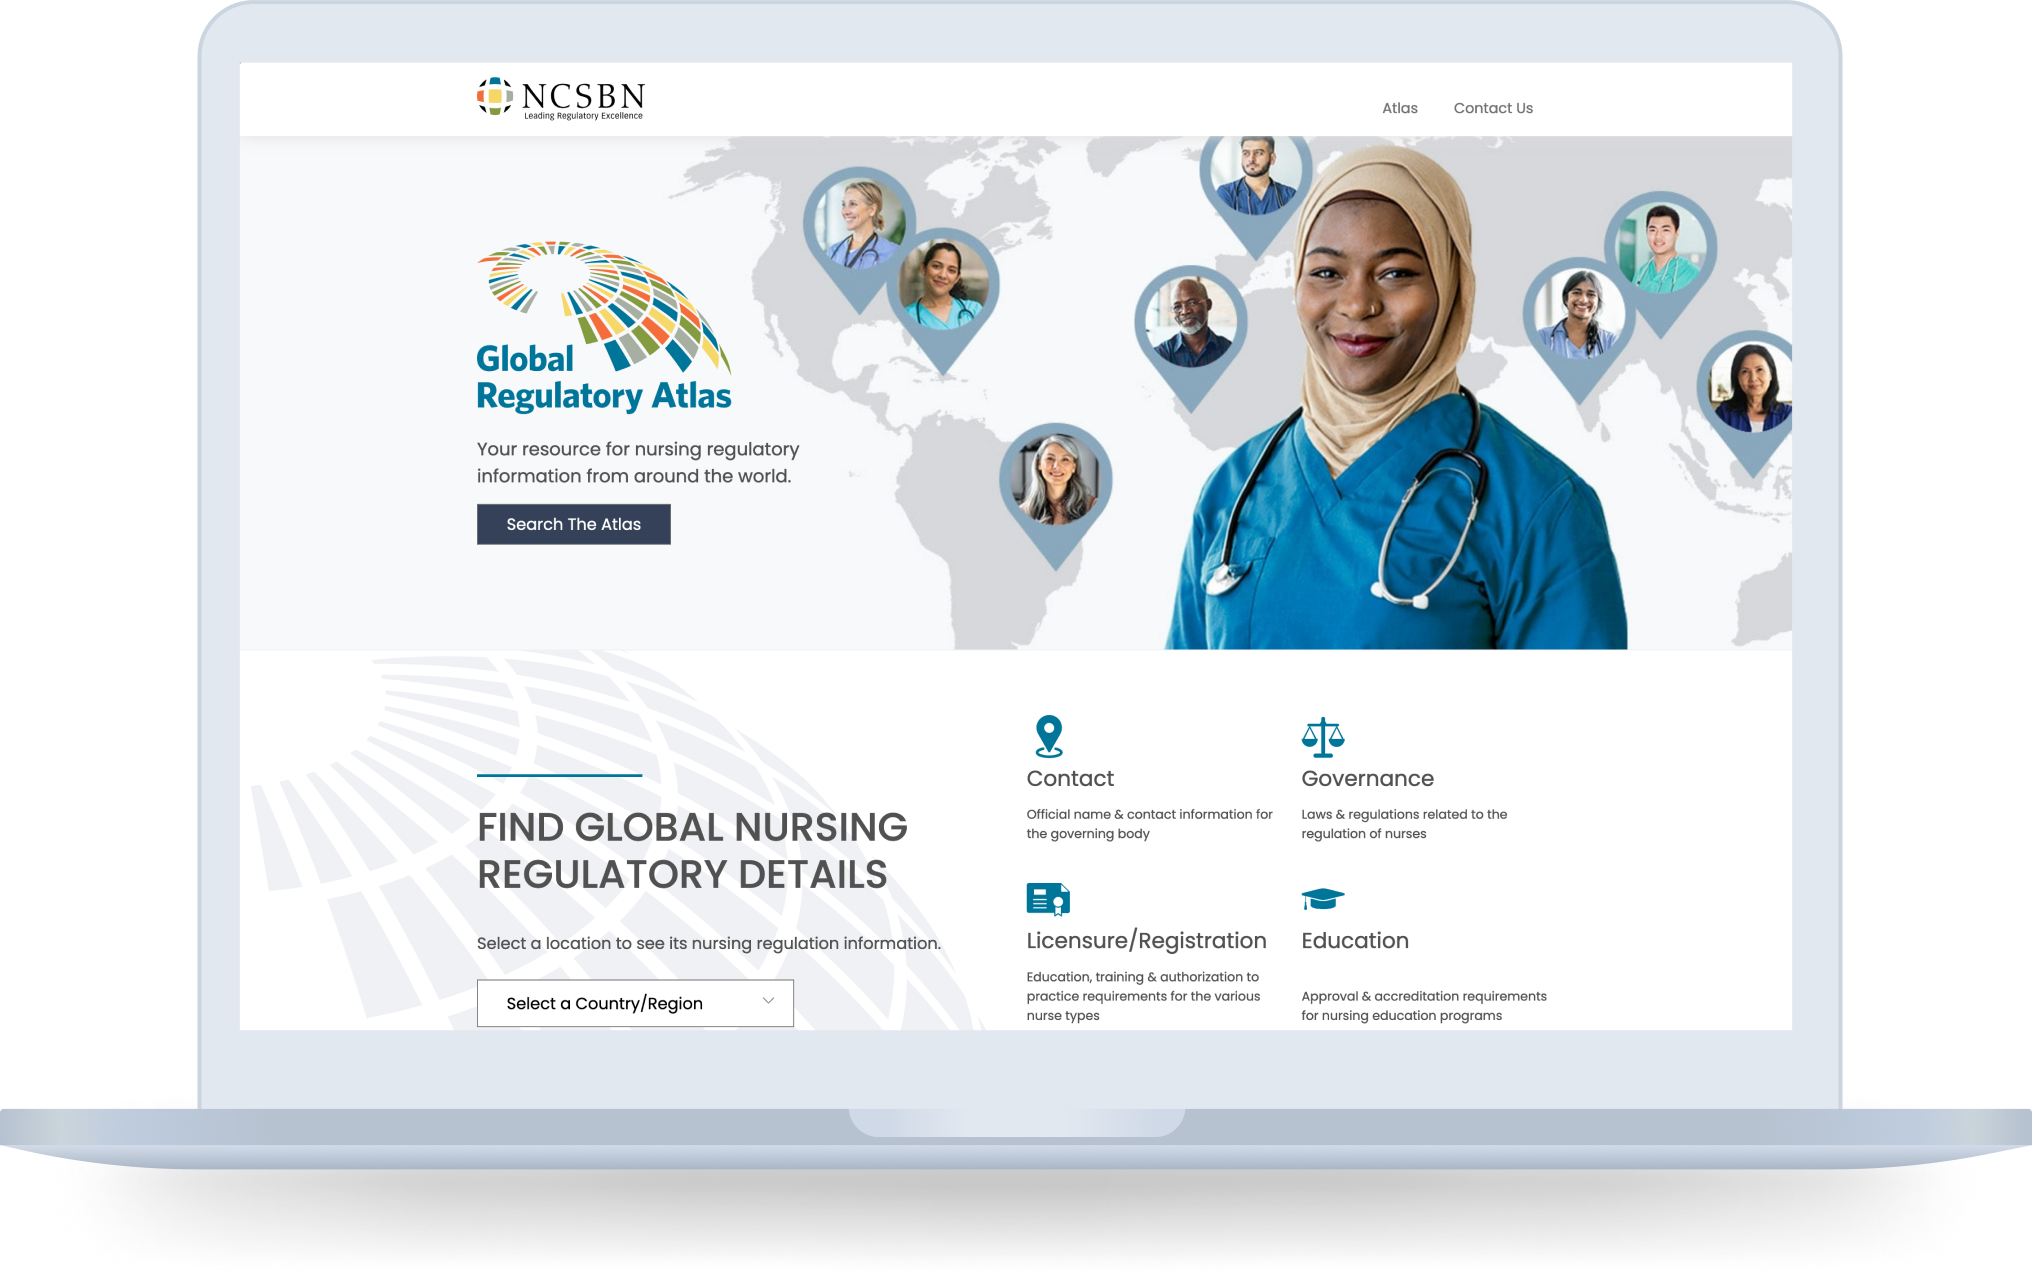 NCSBN
Leading Regulatory Excellence
Atlas
Contact Us
Global
Regulatory Atlas
Your resource for nursing regulatory
information from around the world.
Search The Atlas
FIND GLOBAL NURSING
REGULATORY DETAILS
Select a location to see its nursing regulation information.
Select a Country/Region
Contact
Official name & contact information for
the governing body
Governance
Laws & regulations related to the
regulation of nurses
Licensure/Registration
Education, training & authorization to
practice requirements for the various
nurse types
Education
Approval & accreditation requirements
for nursing education programs